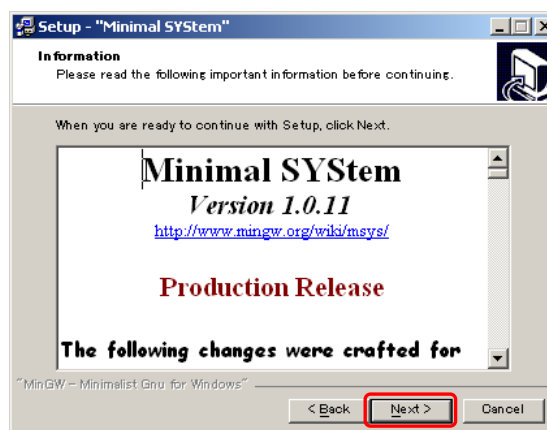 Setup - "Minimal SYStem"
Information
Please read the following important information before continuing.
When you are ready to continue with Setup, click Next.
Minimal SYStem
Version 1.0.11
http://www.mingw.org/wiki/msys/
Production Release
The following changes were crafted for
"MinGW - Minimalist Gnu for Windows"
< Back
Next >
Cancel